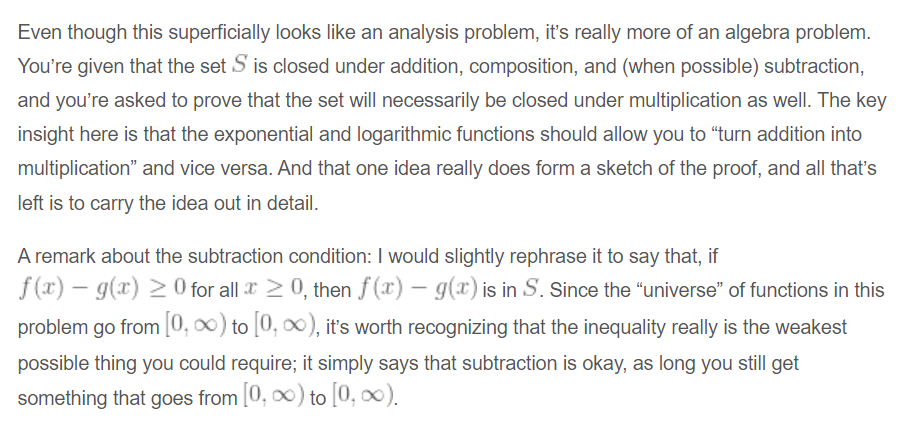 Even though this superficially looks like an analysis problem, it’s really more of an algebra problem.
You’re given that the set S is closed under addition, composition, and (when possible) subtraction,
and you’re asked to prove that the set will necessarily be closed under multiplication as well. The key
insight here is that the exponential and logarithmic functions should allow you to “turn addition into
multiplication” and vice versa. And that one idea really does form a sketch of the proof, and all that’s
left is to carry the idea out in detail.
A remark about the subtraction condition: I would slightly rephrase it to say that, if
f(x) − g(x) ≥ 0 for all x ≥ 0, then f(x) − g(x) is in S. Since the “universe” of functions in this
problem go from [0, ∞) to [0, ∞), it’s worth recognizing that the inequality really is the weakest
possible thing you could require; it simply says that subtraction is okay, as long you still get
something that goes from [0, ∞) to [0, ∞).